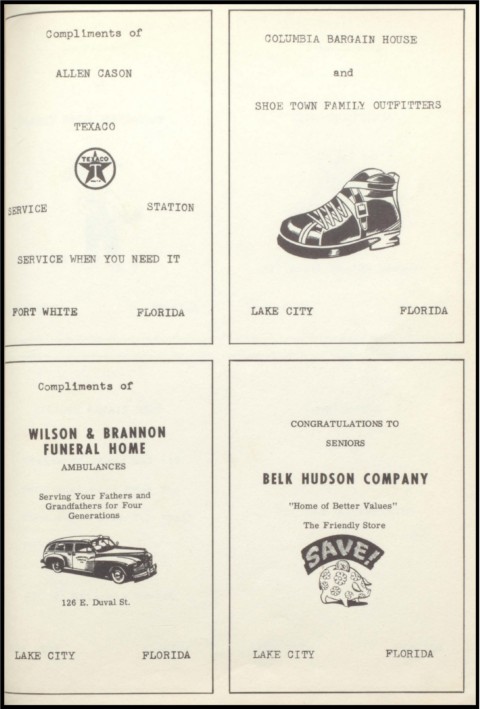 Compliments of
ALLEN CASON
TEXACO
TEXACO
T
SERVICE STATION
SERVICE WHEN YOU NEED IT
FORT WHITE FLORIDA
COLUMBIA BARGAIN HOUSE
and
SHOE TOWN FAMILY OUTFITTERS
LAKE CITY FLORIDA
Compliments of
WILSON & BRANNON
FUNERAL HOME
AMBULANCES
Serving Your Fathers and
Grandfathers for Four
Generations
126 E. Duval St.
LAKE CITY FLORIDA
CONGRATULATIONS TO
SENIORS
BELK HUDSON COMPANY
"Home of Better Values"
The Friendly Store
SAVE!
LAKE CITY FLORIDA